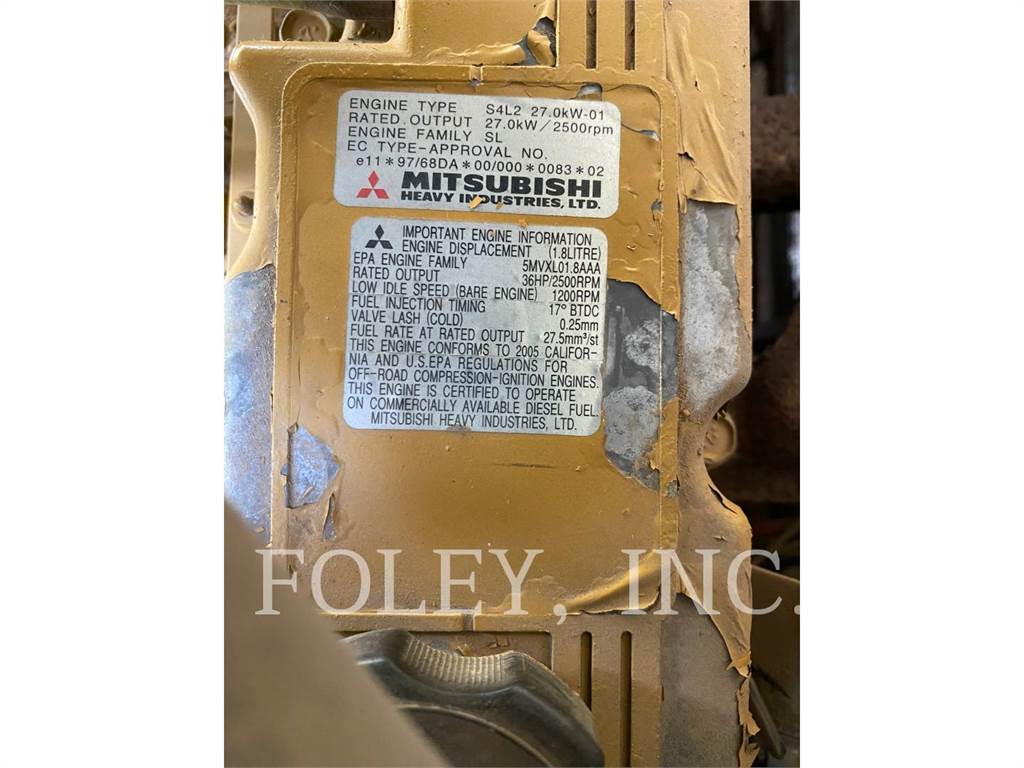 ENGINE TYPE S4L2 27.0kW-01
RATED OUTPUT 27.0kW/2500rpm
ENGINE FAMILY SL
EC TYPE-APPROVAL NO.
e11*97/68DA*00/000*0083*02
MITSUBISHI
HEAVY INDUSTRIES, LTD.
IMPORTANT ENGINE INFORMATION
ENGINE DISPLACEMENT (1.8LITRE)
EPA ENGINE FAMILY 5MVXL01.8AAA
RATED OUTPUT 36HP/2500RPM
LOW IDLE SPEED (BARE ENGINE) 1200RPM
FUEL INJECTION TIMING 17° BTDC
VALVE LASH (COLD) 0.25mm
FUEL RATE AT RATED OUTPUT 27.5mm³/st
THIS ENGINE CONFORMS TO 2005 CALIFOR-
NIA AND U.S.EPA REGULATIONS FOR
OFF-ROAD COMPRESSION-IGNITION ENGINES.
THIS ENGINE IS CERTIFIED TO OPERATE
ON COMMERCIALLY AVAILABLE DIESEL FUEL.
MITSUBISHI HEAVY INDUSTRIES, LTD.
FOLEY, INC.